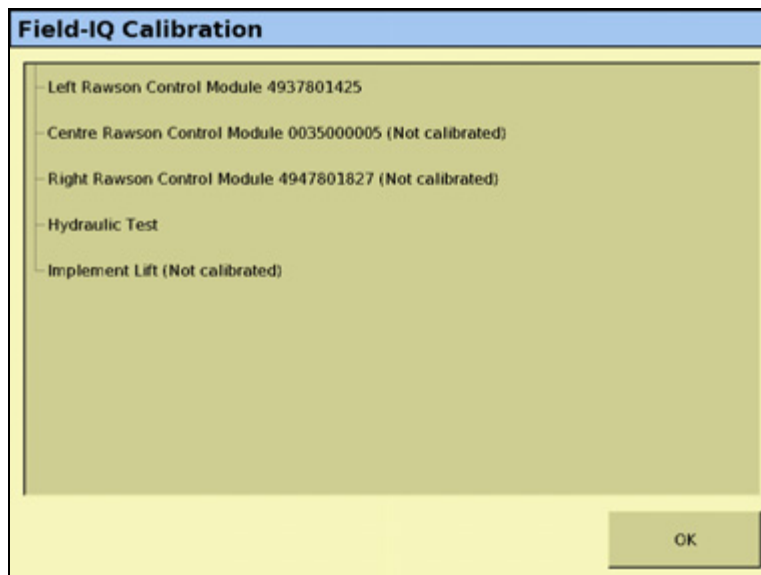 Field-IQ Calibration
Left Rawson Control Module 4937801425
Centre Rawson Control Module 0035000005 (Not calibrated)
Right Rawson Control Module 4947801827 (Not calibrated)
Hydraulic Test
Implement Lift (Not calibrated)
OK